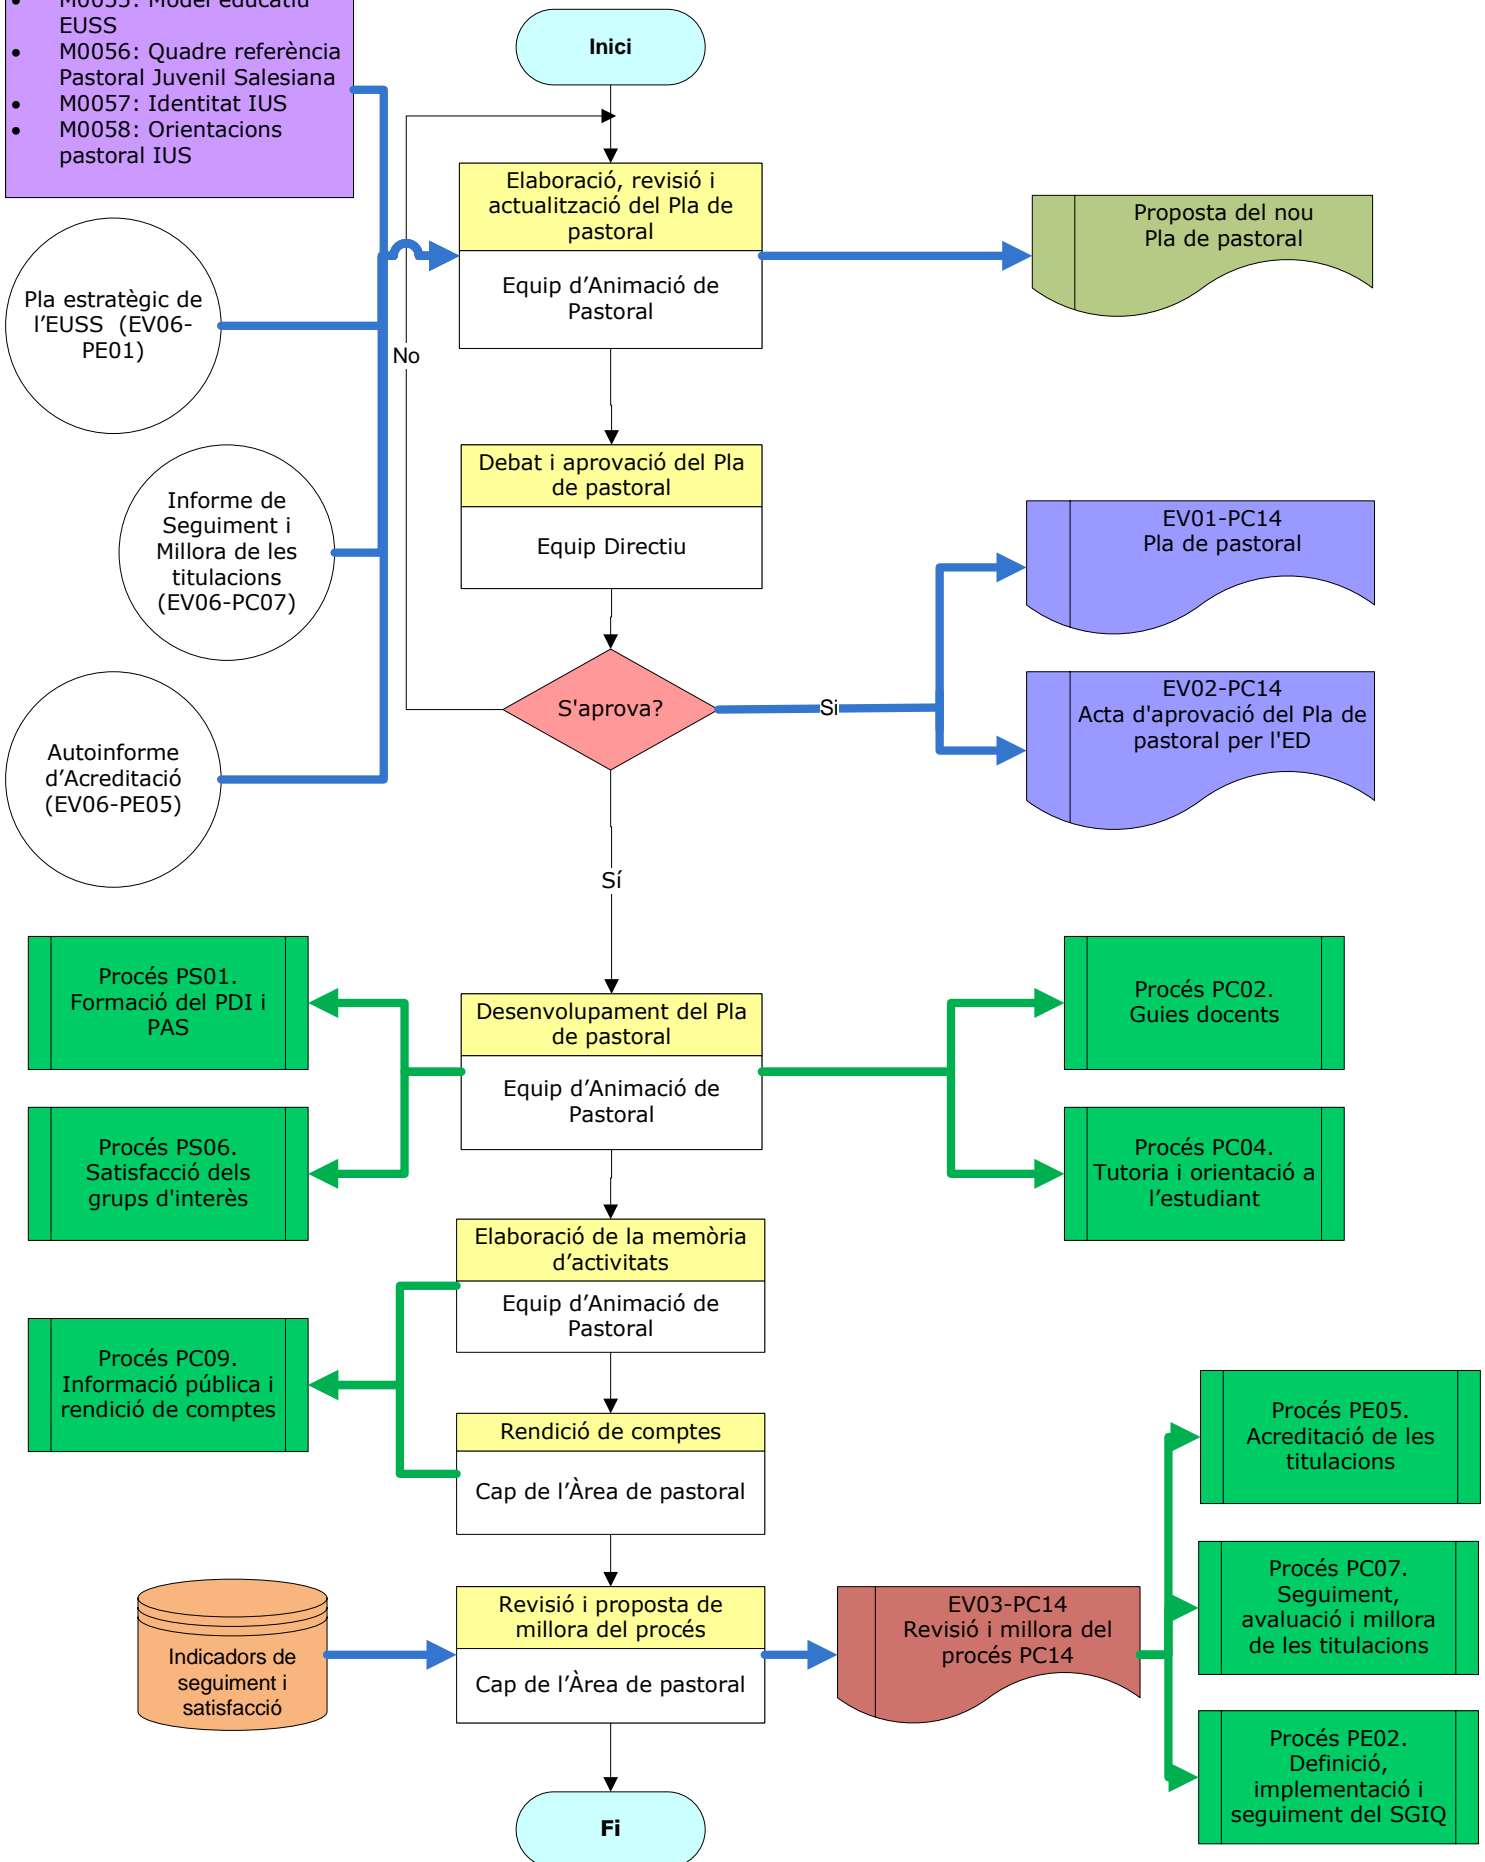 • M0055: Model educatiu
EUSS
• M0056: Quadre referència
Pastoral Juvenil Salesiana
• M0057: Identitat IUS
• M0058: Orientacions
pastoral IUS
Inici
Elaboració, revisió i
actualització del Pla de
pastoral
Equip d’Animació de
Pastoral
Proposta del nou
Pla de pastoral
Pla estratègic de
l’EUSS (EV06-
PE01)
No
Debat i aprovació del Pla
de pastoral
Equip Directiu
Informe de
Seguiment i
Millora de les
titulacions
(EV06-PC07)
EV01-PC14
Pla de pastoral
S'aprova?
Si
EV02-PC14
Acta d'aprovació del Pla de
pastoral per l'ED
Autoinforme
d’Acreditació
(EV06-PE05)
Sí
Procés PS01.
Formació del PDI i
PAS
Desenvolupament del Pla
de pastoral
Equip d’Animació de
Pastoral
Procés PC02.
Guies docents
Procés PS06.
Satisfacció dels
grups d'interès
Procés PC04.
Tutoria i orientació a
l’estudiant
Elaboració de la memòria
d’activitats
Equip d’Animació de
Pastoral
Procés PC09.
Informació pública i
rendició de comptes
Rendició de comptes
Cap de l’Àrea de pastoral
Procés PE05.
Acreditació de les
titulacions
Indicadors de
seguiment i
satisfacció
Revisió i proposta de
millora del procés
Cap de l’Àrea de pastoral
EV03-PC14
Revisió i millora del
procés PC14
Procés PC07.
Seguiment,
avaluació i millora
de les titulacions
Procés PE02.
Definició,
implementació i
seguiment del SGIQ
Fi